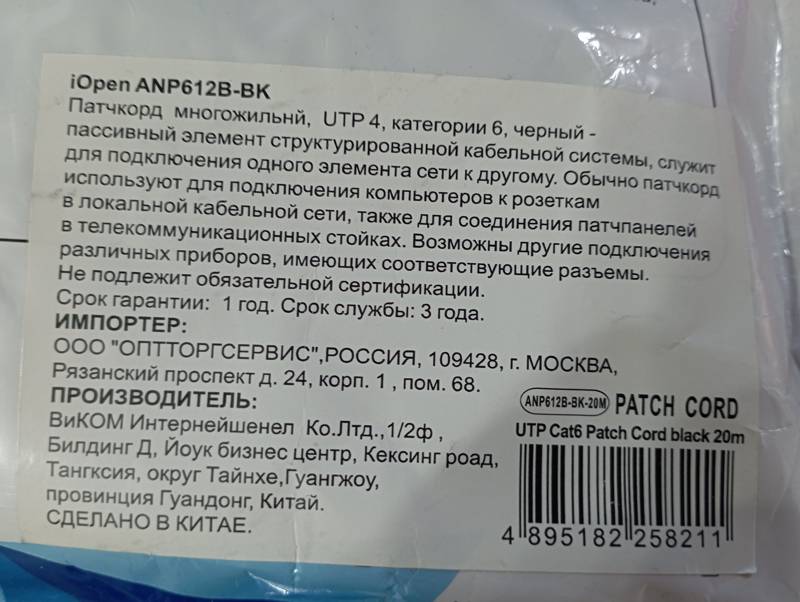 iOpen ANP612B-BK
Патчкорд многожильнй, UTP 4, категории 6, черный -
пассивный элемент структурированной кабельной системы, служит
для подключения одного элемента сети к другому. Обычно патчкорд
используют для подключения компьютеров к розеткам
в локальной кабельной сети, также для соединения патчпанелей
в телекоммуникационных стойках. Возможны другие подключения
различных приборов, имеющих соответствующие разъемы.
Не подлежит обязательной сертификации.
Срок гарантии: 1 год. Срок службы: 3 года.
ИМПОРТЕР:
ООО "ОПТТОРГСЕРВИС",РОССИЯ, 109428, г. МОСКВА,
Рязанский проспект д. 24, корп. 1 , пом. 68.
ПРОИЗВОДИТЕЛЬ:
ВиКОМ Интернейшенел Ко.Лтд.,1/2ф ,
Билдинг Д, Йоук бизнес центр, Кексинг роад,
Тангксия, округ Тайнхе,Гуангжоу,
провинция Гуандонг, Китай.
СДЕЛАНО В КИТАЕ.
ANP612B-BK-20M PATCH CORD
UTP Cat6 Patch Cord black 20m
4 895182 258211